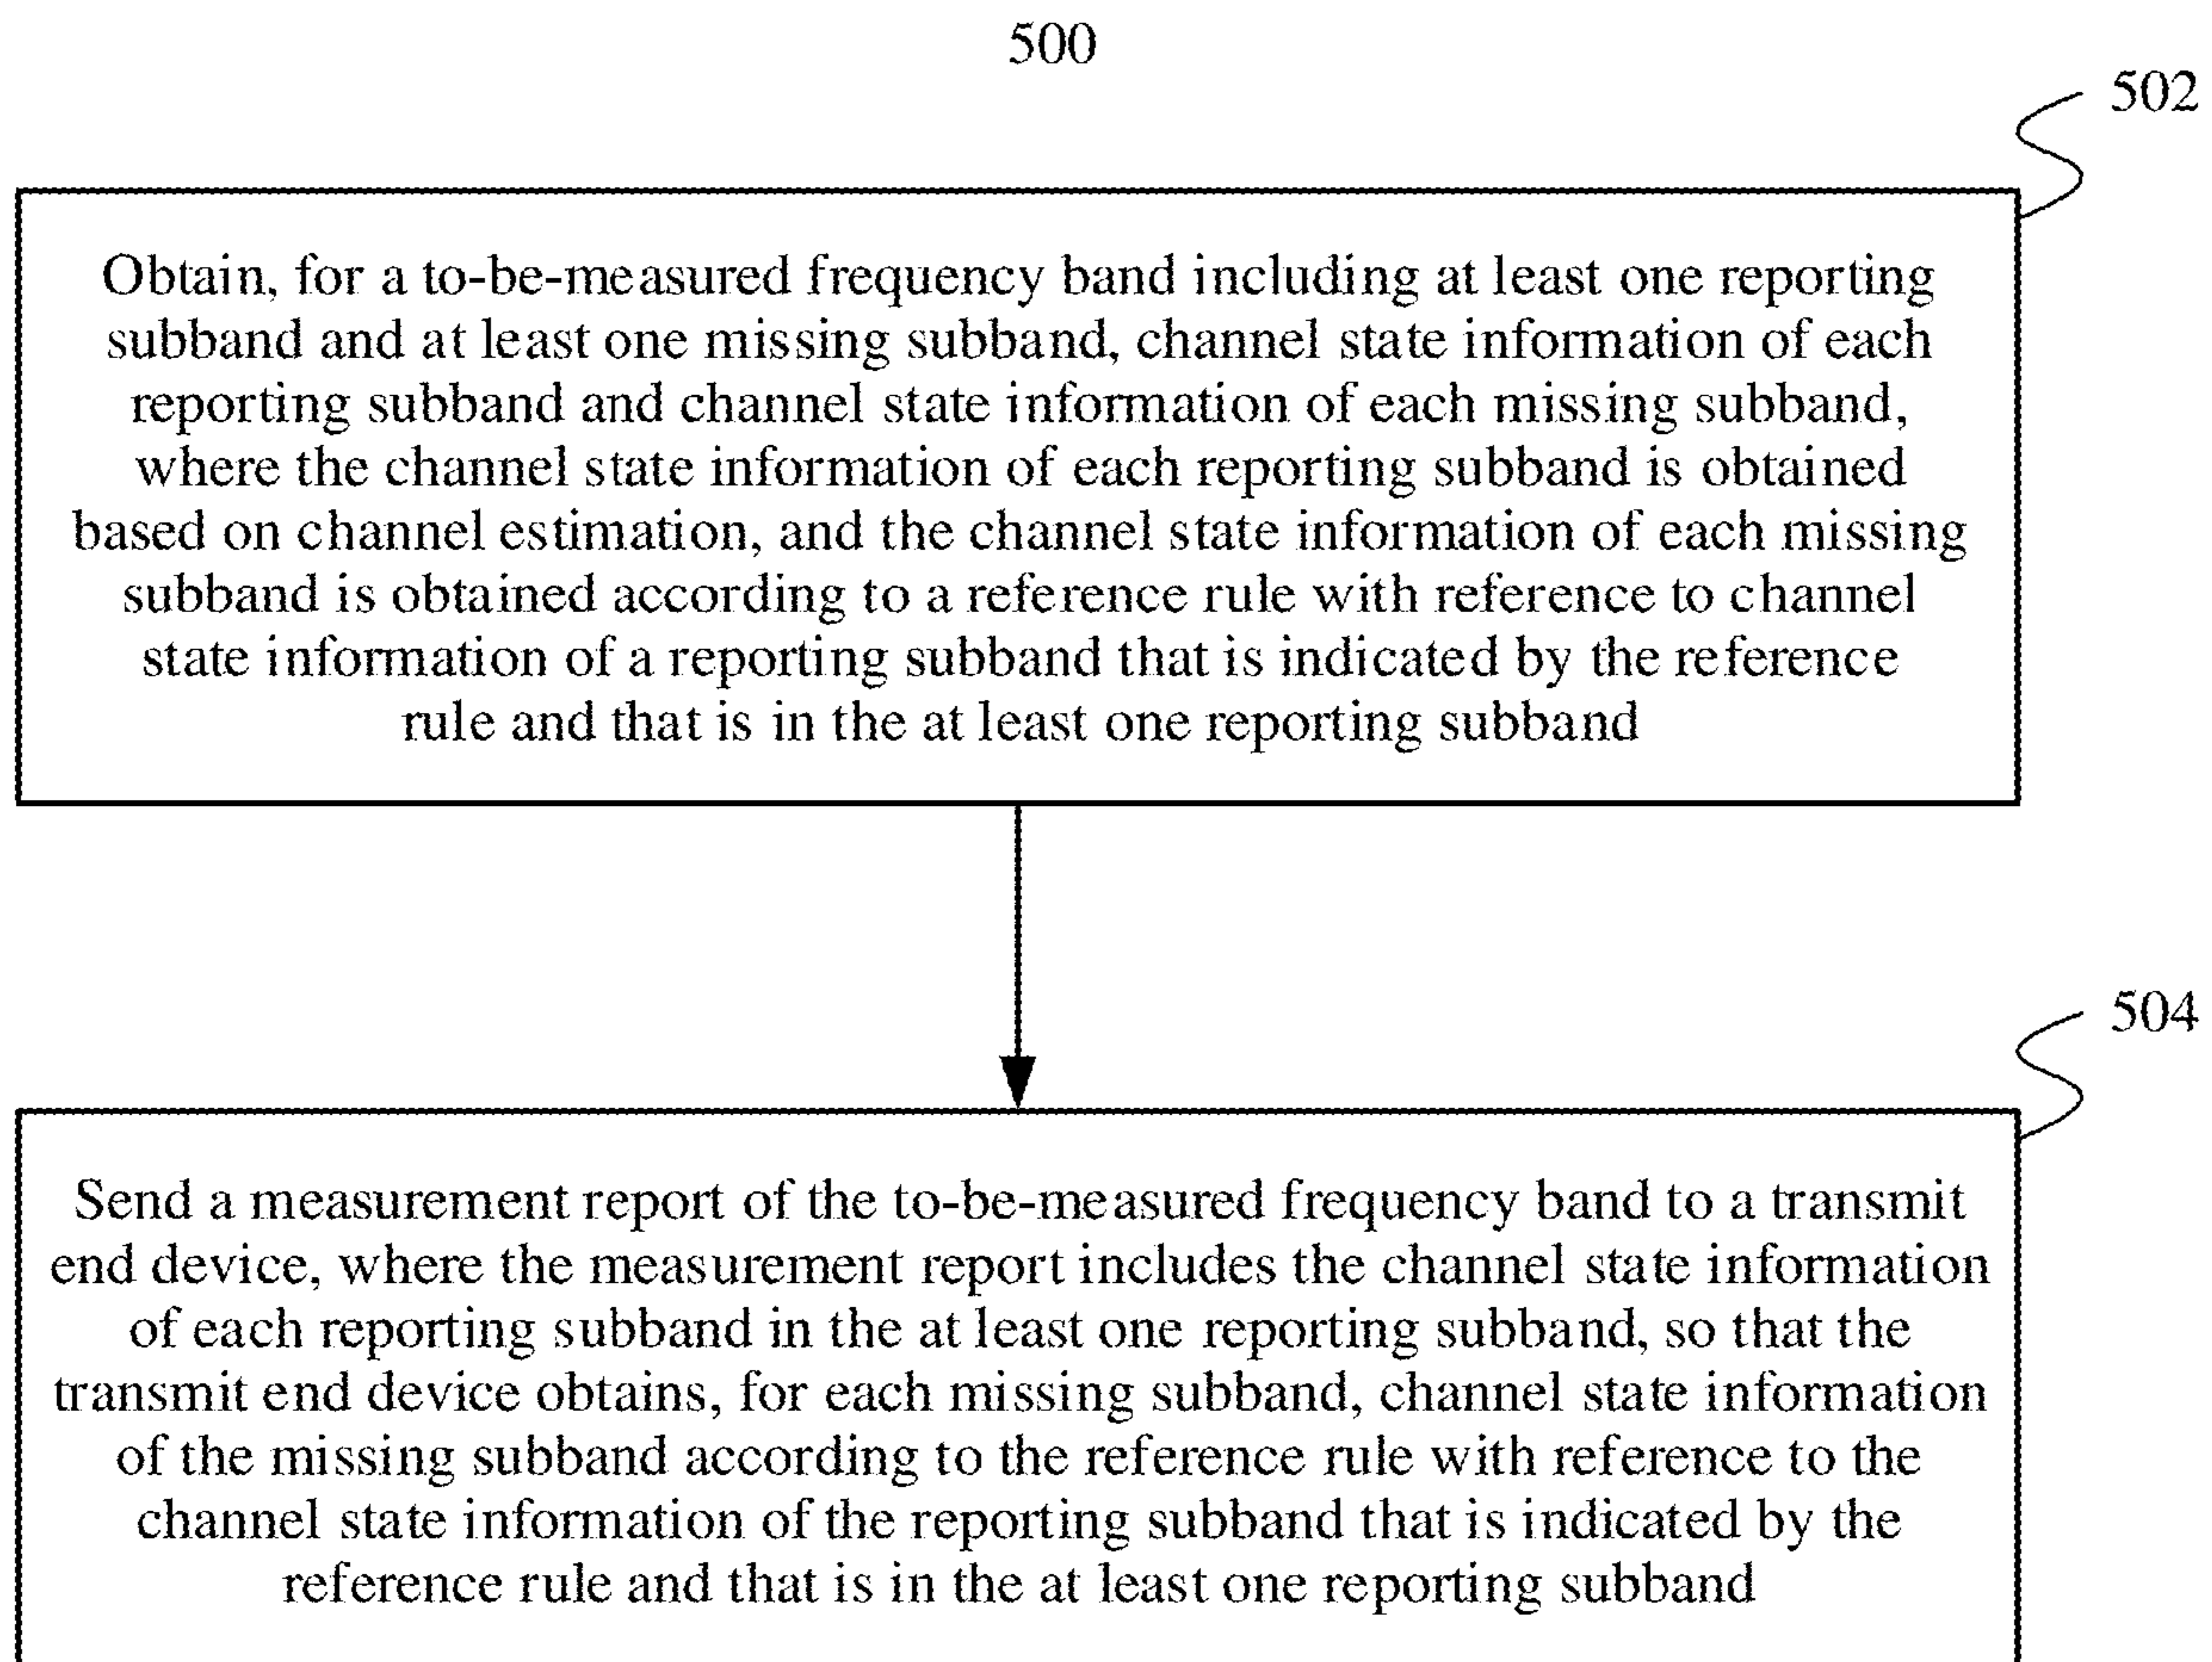 500
502
Obtain, for a to-be-measured frequency band including at least one reporting
subband and at least one missing subband, channel state information of each
reporting subband and channel state information of each missing subband,
where the channel state information of each reporting subband is obtained
based on channel estimation, and the channel state information of each missing
subband is obtained according to a reference rule with reference to channel
state information of a reporting subband that is indicated by the reference
rule and that is in the at least one reporting subband
504
Send a measurement report of the to-be-measured frequency band to a transmit
end device, where the measurement report includes the channel state information
of each reporting subband in the at least one reporting subband, so that the
transmit end device obtains, for each missing subband, channel state information
of the missing subband according to the reference rule with reference to the
channel state information of the reporting subband that is indicated by the
reference rule and that is in the at least one reporting subband